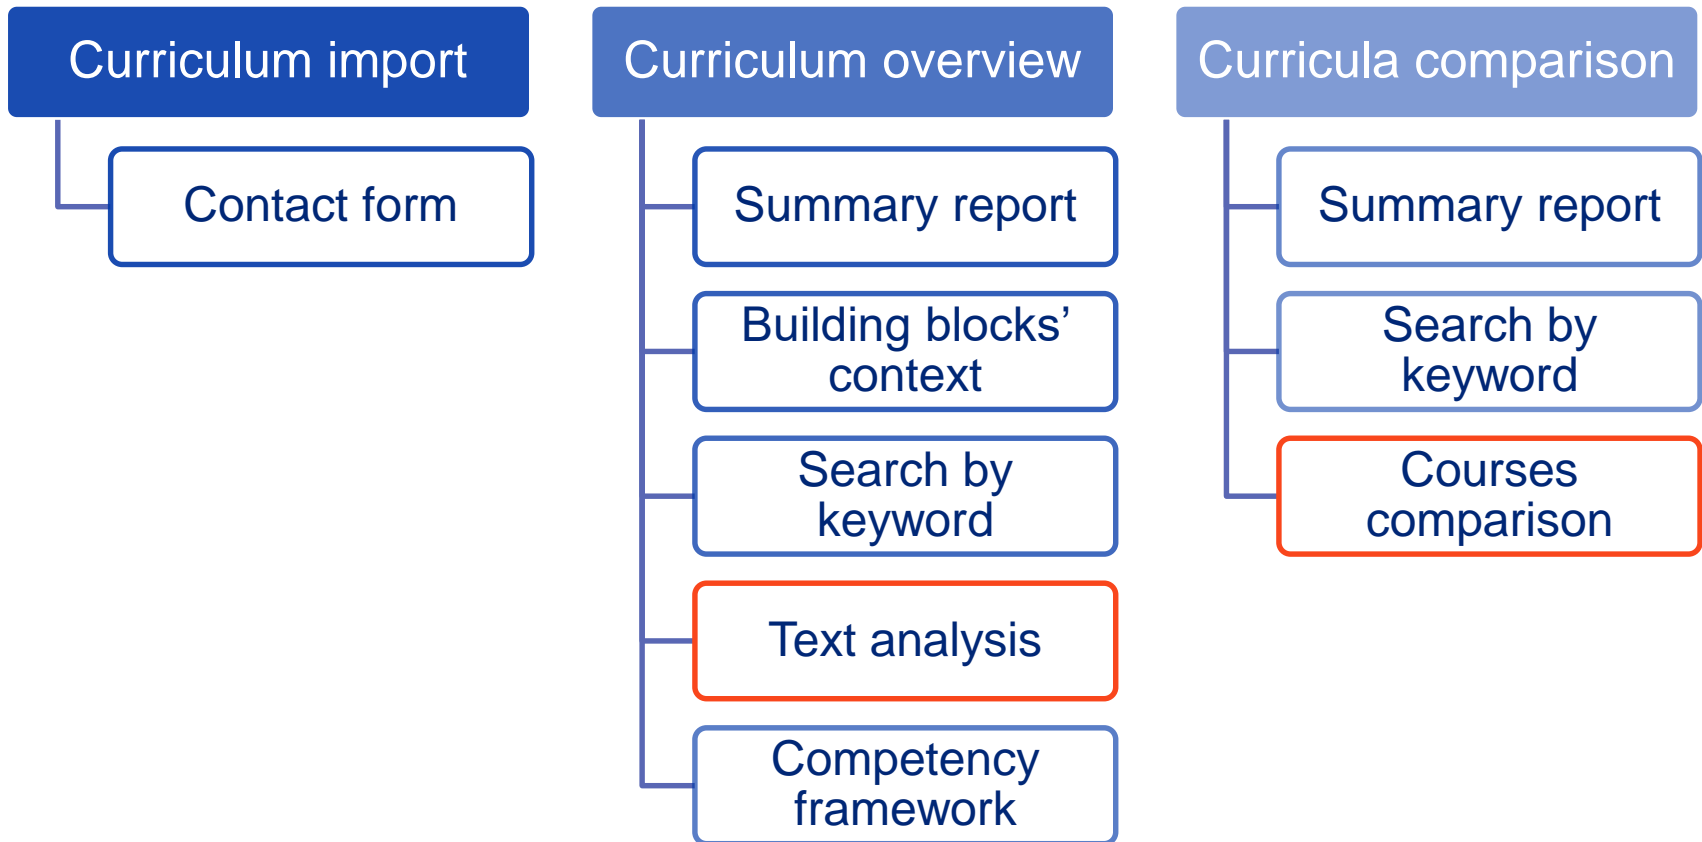 Curriculum import
Contact form
Curriculum overview
Summary report
Building blocks’
context
Search by
keyword
Text analysis
Competency
framework
Curricula comparison
Summary report
Search by
keyword
Courses
comparison